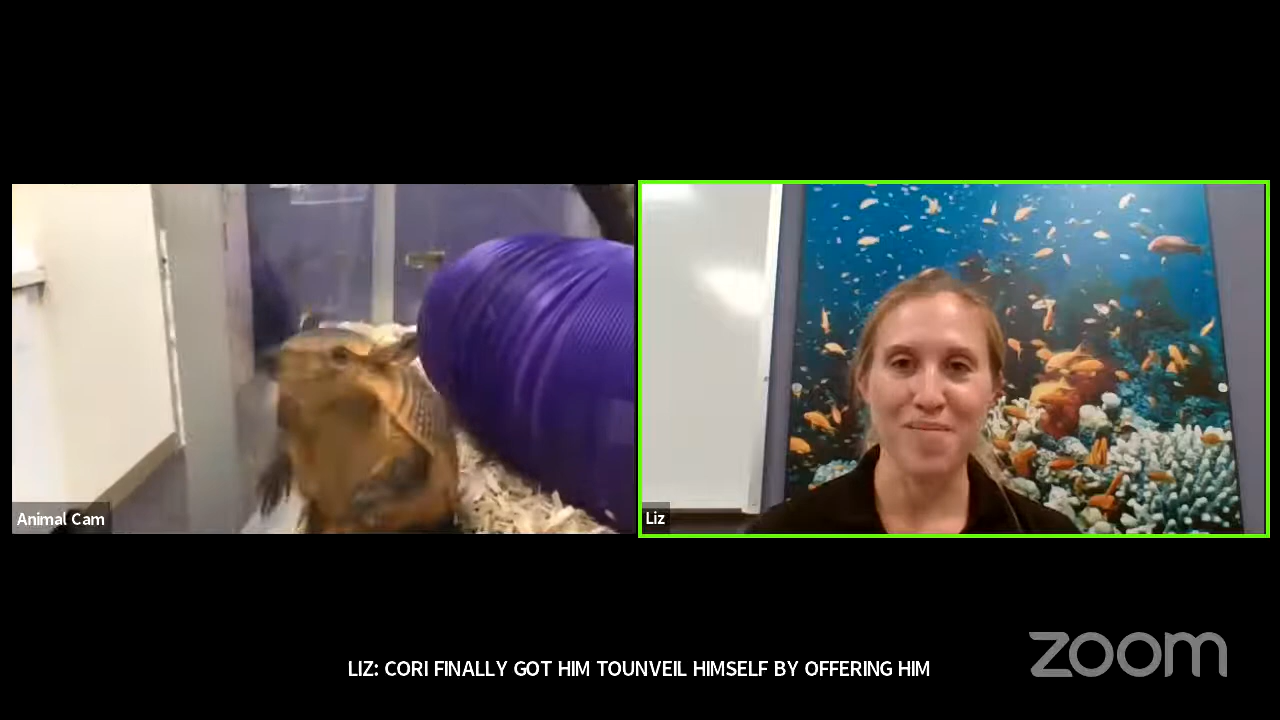 Animal Cam
Liz
LIZ: CORI FINALLY GOT HIM TOUNVEIL HIMSELF BY OFFERING HIM
zoom